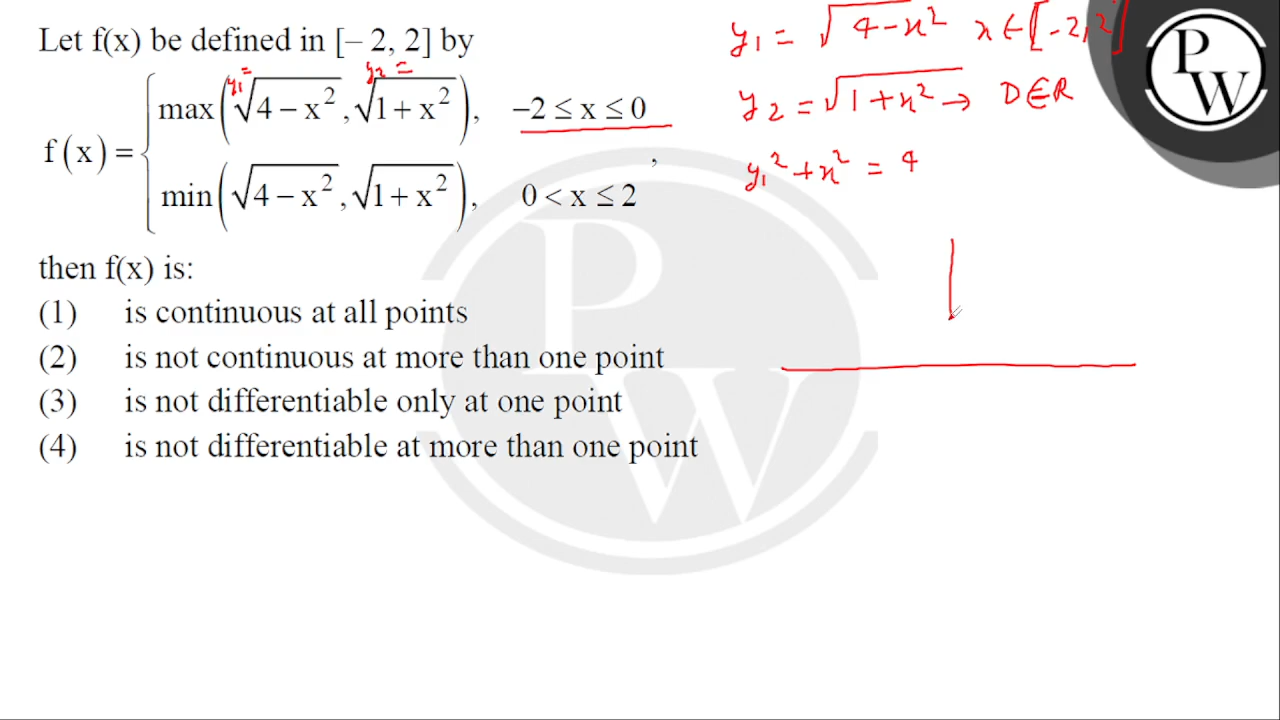 Let f(x) be defined in [– 2, 2] by
y₁ = y₂ =
f(x) = { max(√(4 – x²), √(1 + x²)), –2 ≤ x ≤ 0
min(√(4 – x²), √(1 + x²)), 0 < x ≤ 2 ,
then f(x) is:
(1) is continuous at all points
(2) is not continuous at more than one point
(3) is not differentiable only at one point
(4) is not differentiable at more than one point
y₁ = √(4 – x²) x ∈ [-2, 2]
y₂ = √(1 + x²) → D ∈ R
y₁² + x² = 4
P
W
P
W